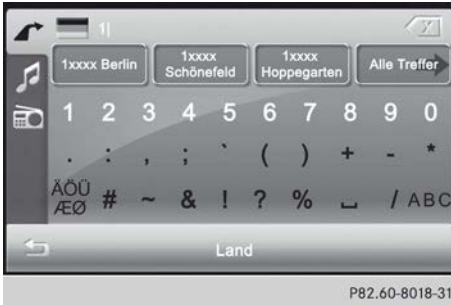 1
1xxxx Berlin
1xxxx Schönefeld
1xxxx Hoppegarten
Alle Treffer
1 2 3 4 5 6 7 8 9 0
. : , ; ` ( ) + - *
ÄÖÜ ÆØ # ~ & ! ? % ⎵ / ABC
Land
P82.60-8018-31